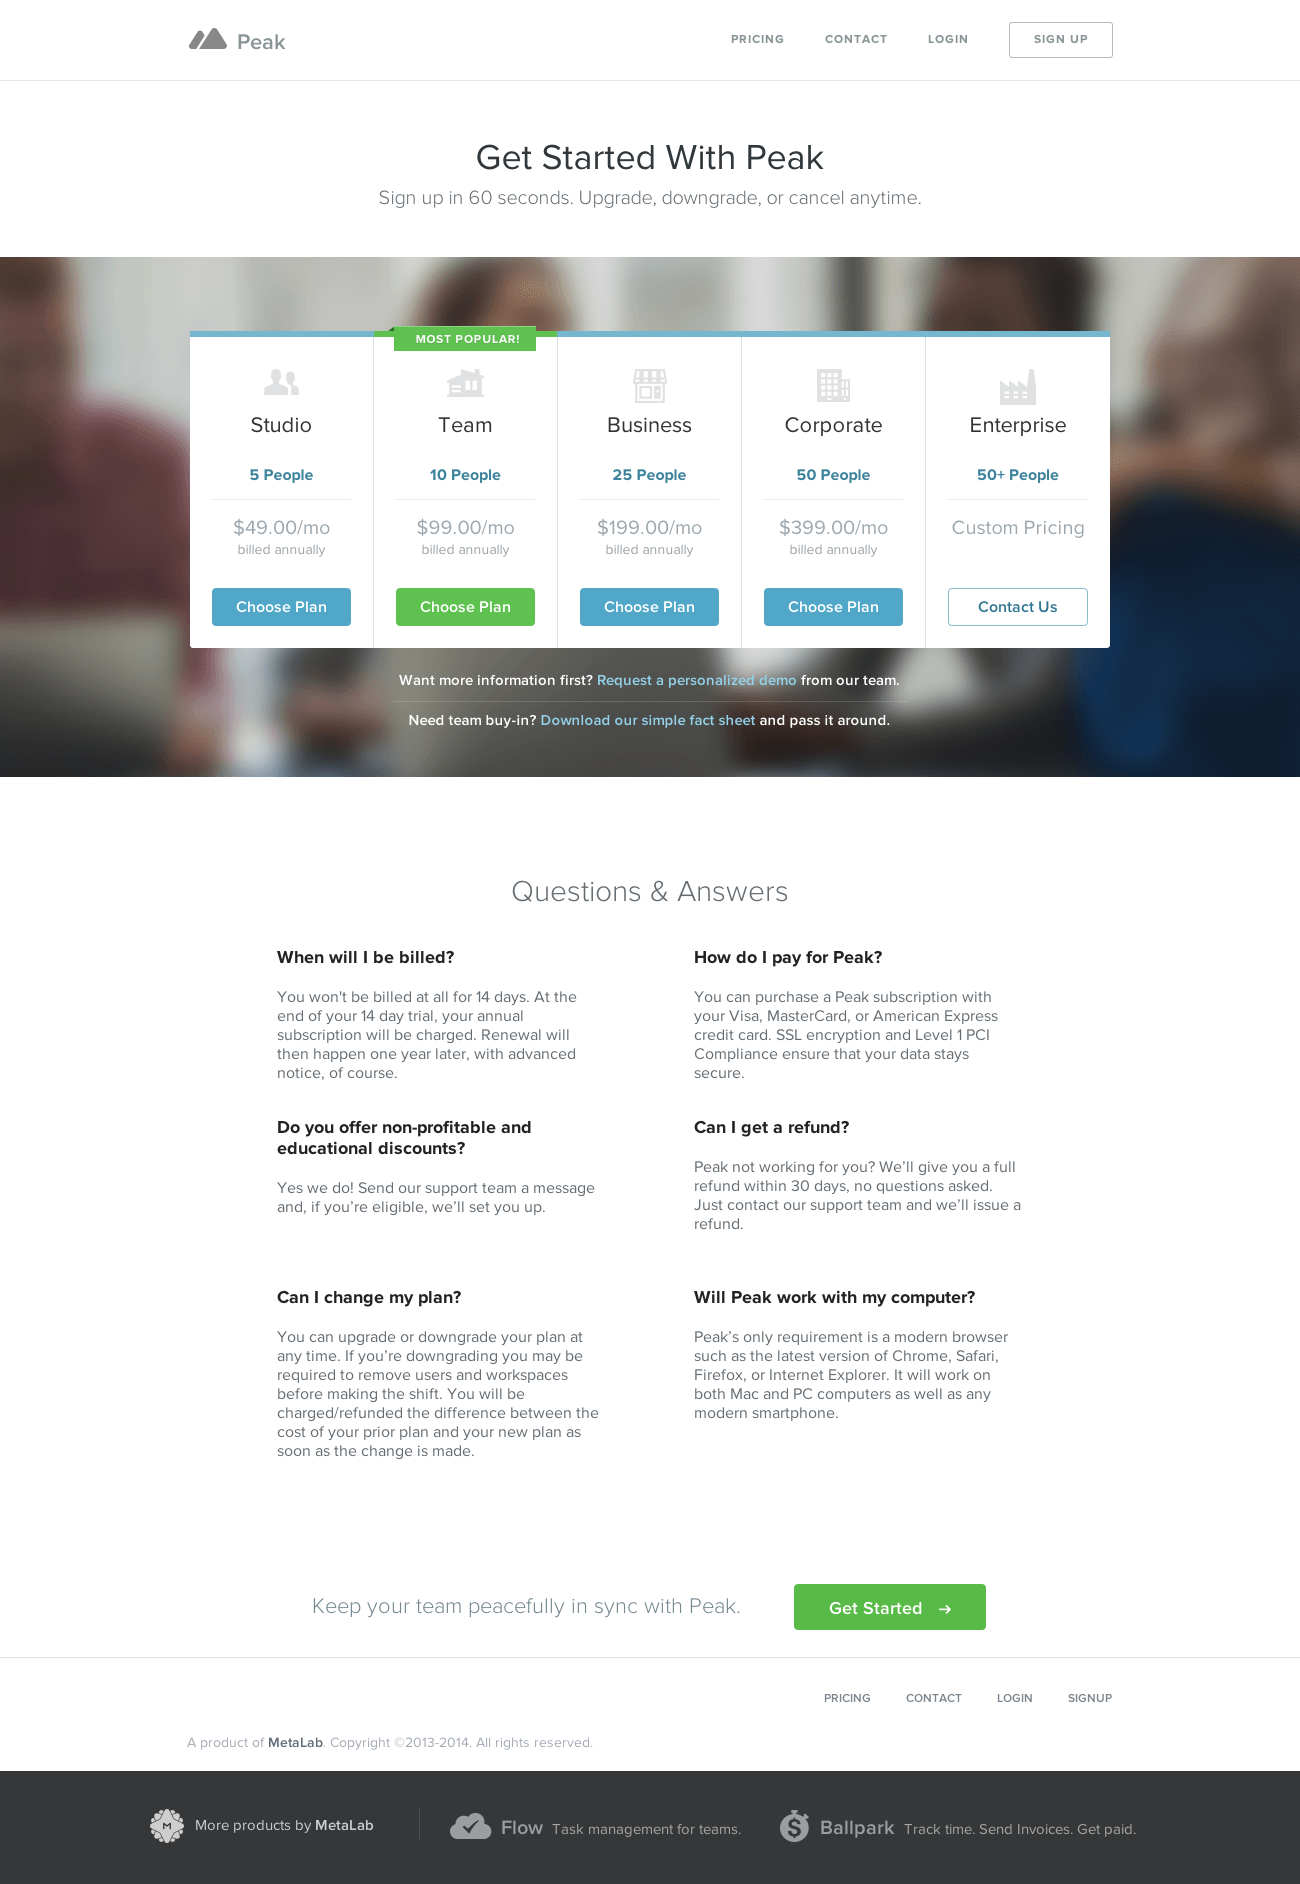 Peak
PRICING
CONTACT
LOGIN
SIGN UP
Get Started With Peak
Sign up in 60 seconds. Upgrade, downgrade, or cancel anytime.
MOST POPULAR!
Studio
5 People
$49.00/mo
billed annually
Choose Plan
Team
10 People
$99.00/mo
billed annually
Choose Plan
Business
25 People
$199.00/mo
billed annually
Choose Plan
Corporate
50 People
$399.00/mo
billed annually
Choose Plan
Enterprise
50+ People
Custom Pricing
Contact Us
Want more information first? Request a personalized demo from our team.
Need team buy-in? Download our simple fact sheet and pass it around.
Questions & Answers
When will I be billed?
You won't be billed at all for 14 days. At the
end of your 14 day trial, your annual
subscription will be charged. Renewal will
then happen one year later, with advanced
notice, of course.
How do I pay for Peak?
You can purchase a Peak subscription with
your Visa, MasterCard, or American Express
credit card. SSL encryption and Level 1 PCI
Compliance ensure that your data stays
secure.
Do you offer non-profitable and
educational discounts?
Yes we do! Send our support team a message
and, if you’re eligible, we’ll set you up.
Can I get a refund?
Peak not working for you? We’ll give you a full
refund within 30 days, no questions asked.
Just contact our support team and we’ll issue a
refund.
Can I change my plan?
You can upgrade or downgrade your plan at
any time. If you’re downgrading you may be
required to remove users and workspaces
before making the shift. You will be
charged/refunded the difference between the
cost of your prior plan and your new plan as
soon as the change is made.
Will Peak work with my computer?
Peak’s only requirement is a modern browser
such as the latest version of Chrome, Safari,
Firefox, or Internet Explorer. It will work on
both Mac and PC computers as well as any
modern smartphone.
Keep your team peacefully in sync with Peak.
Get Started →
PRICING
CONTACT
LOGIN
SIGNUP
A product of MetaLab. Copyright ©2013-2014. All rights reserved.
M
More products by MetaLab
Flow Task management for teams.
$
Ballpark Track time. Send Invoices. Get paid.